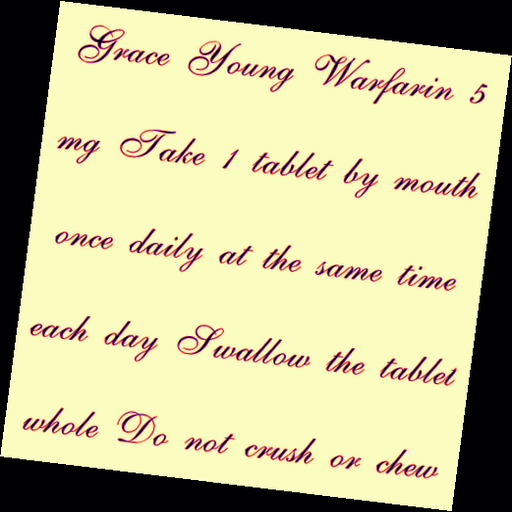 Grace Young Warfarin 5
mg Take 1 tablet by mouth
once daily at the same time
each day Swallow the tablet
whole Do not crush or chew